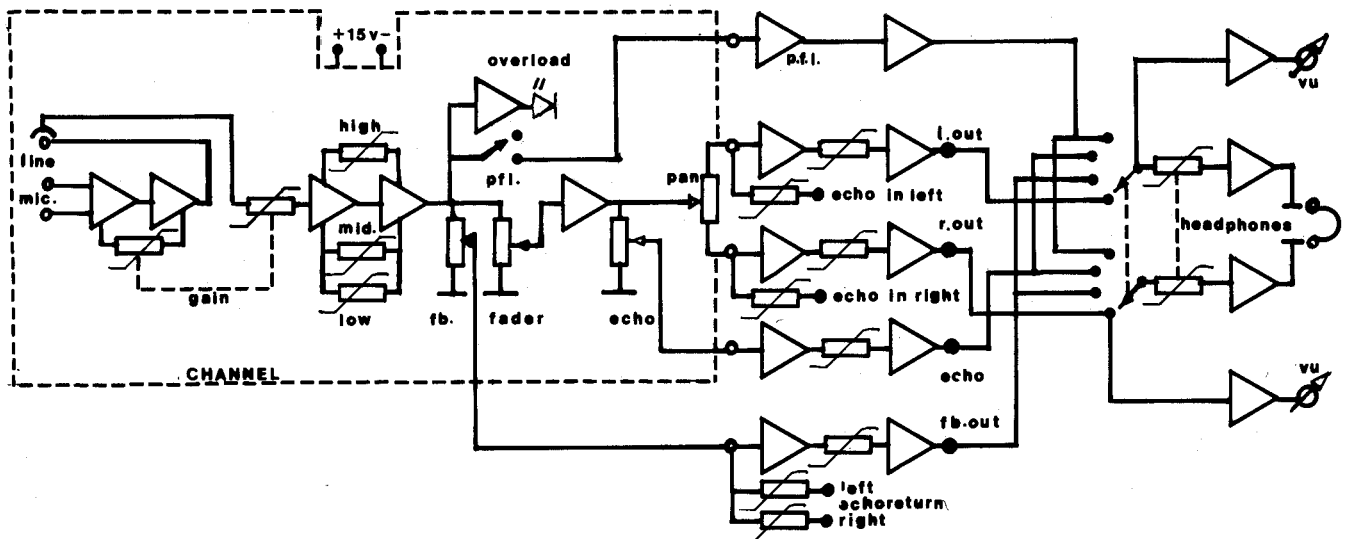 +15v-
overload
p.f.l.
vu
line
high
l.out
mic.
pfl.
pan
echo in left
mid.
r.out
headphones
gain
low
fb.
fader
echo
echo in right
CHANNEL
echo
vu
fb.out
left
echoreturn
right